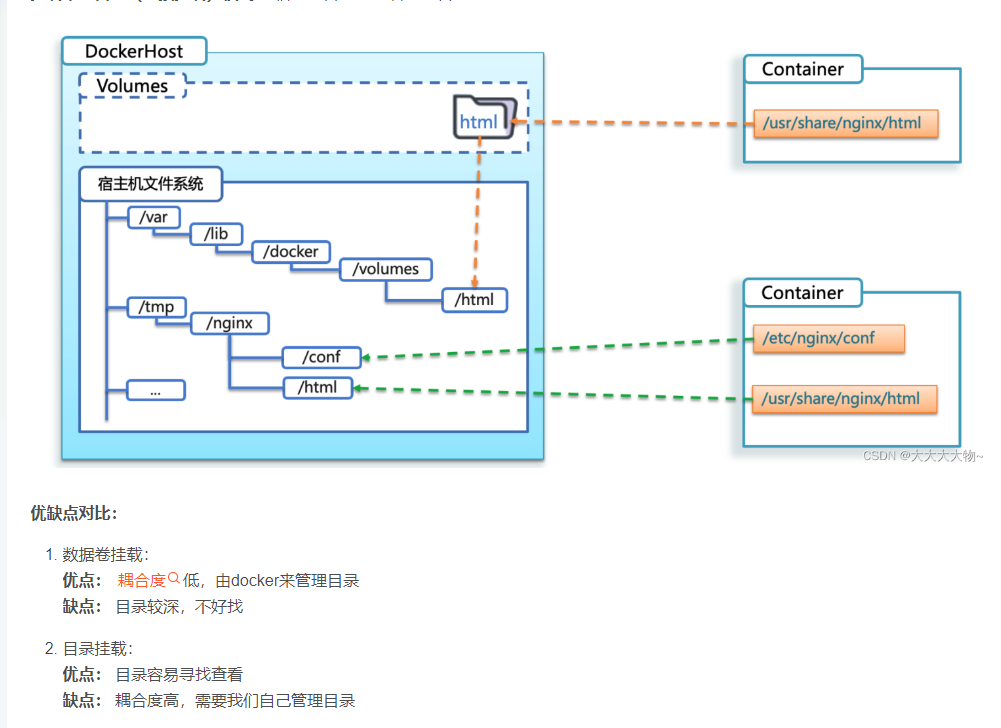 DockerHost
Volumes
html
Container
/usr/share/nginx/html
宿主机文件系统
/var
/lib
/docker
/volumes
/html
/tmp
/nginx
/conf
/html
...
Container
/etc/nginx/conf
/usr/share/nginx/html
CSDN @大大大大物~
优缺点对比：
1. 数据卷挂载：
优点： 耦合度低，由docker来管理目录
缺点： 目录较深，不好找
2. 目录挂载：
优点： 目录容易寻找查看
缺点： 耦合度高，需要我们自己管理目录